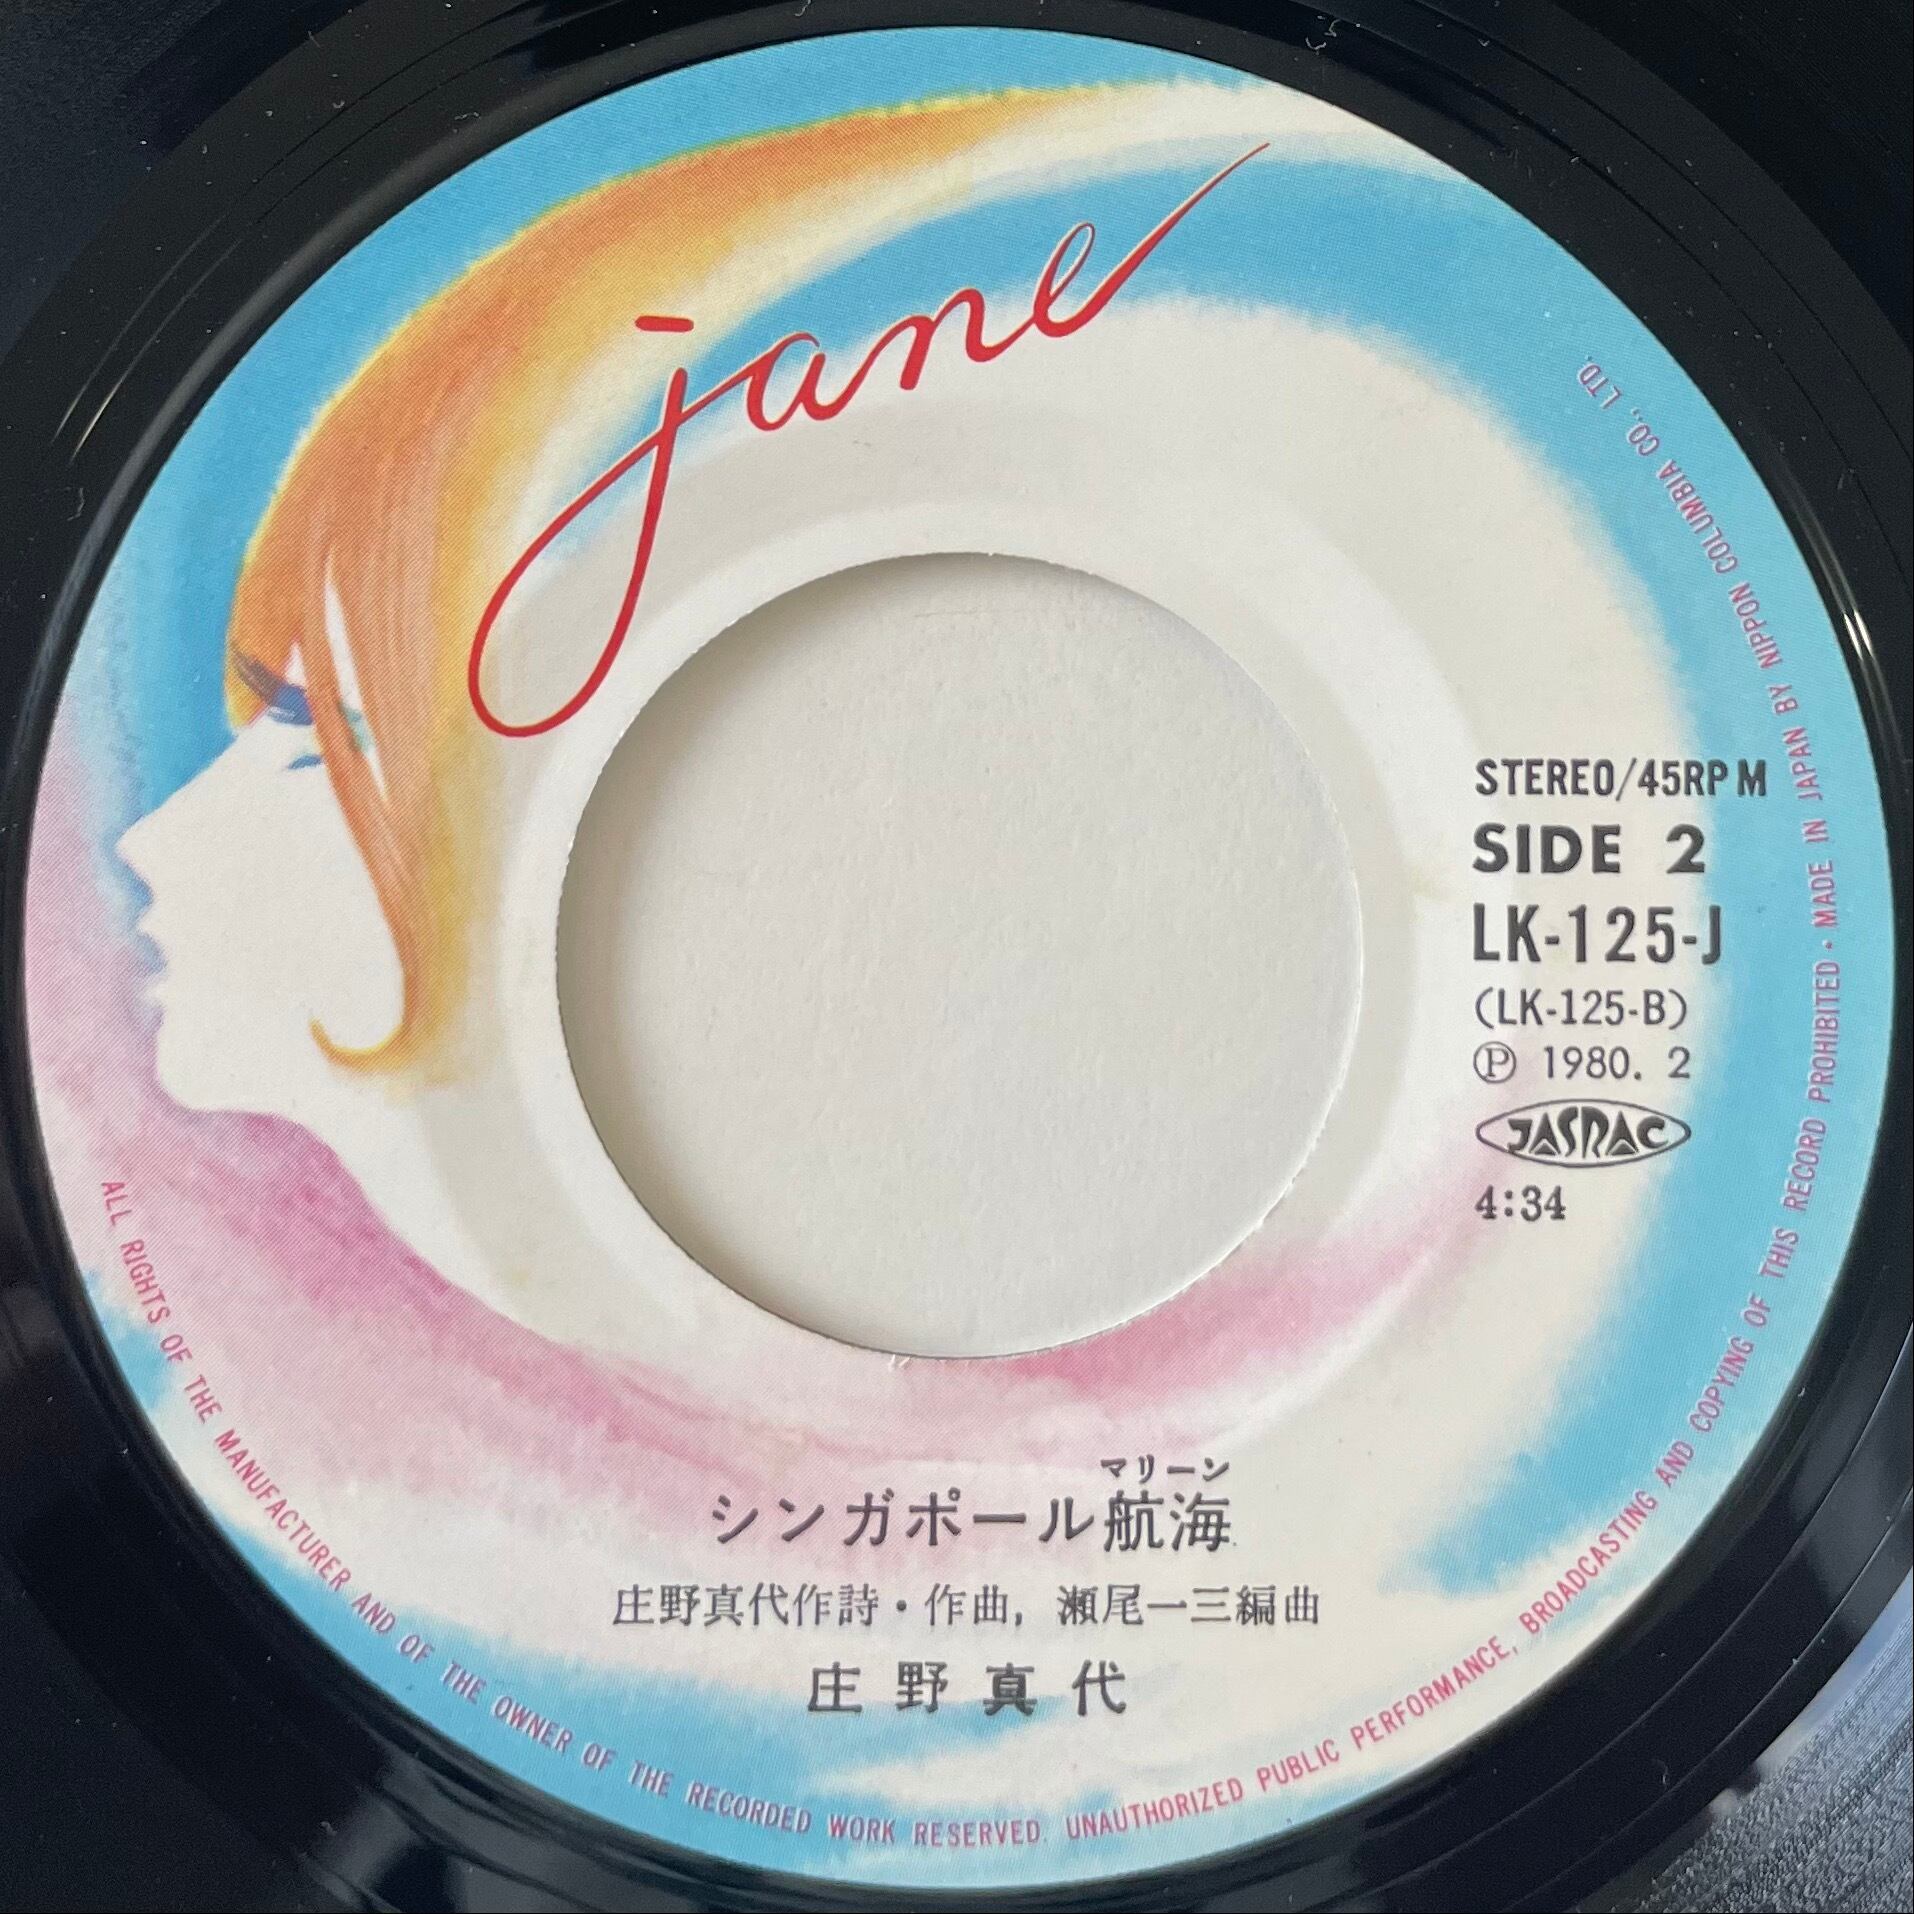 jane
STEREO/45RPM
SIDE 2
LK-125-J
(LK-125-B)
Ⓟ 1980. 2
JASRAC
4:34
マリーン
シンガポール航海
庄野真代作詩・作曲, 瀬尾一三編曲
庄野真代
ALL RIGHTS OF THE MANUFACTURER AND OF THE OWNER OF THE RECORDED WORK RESERVED. UNAUTHORIZED PUBLIC PERFORMANCE, BROADCASTING AND COPYING OF THIS RECORD PROHIBITED • MADE IN JAPAN BY NIPPON COLUMBIA CO., LTD.